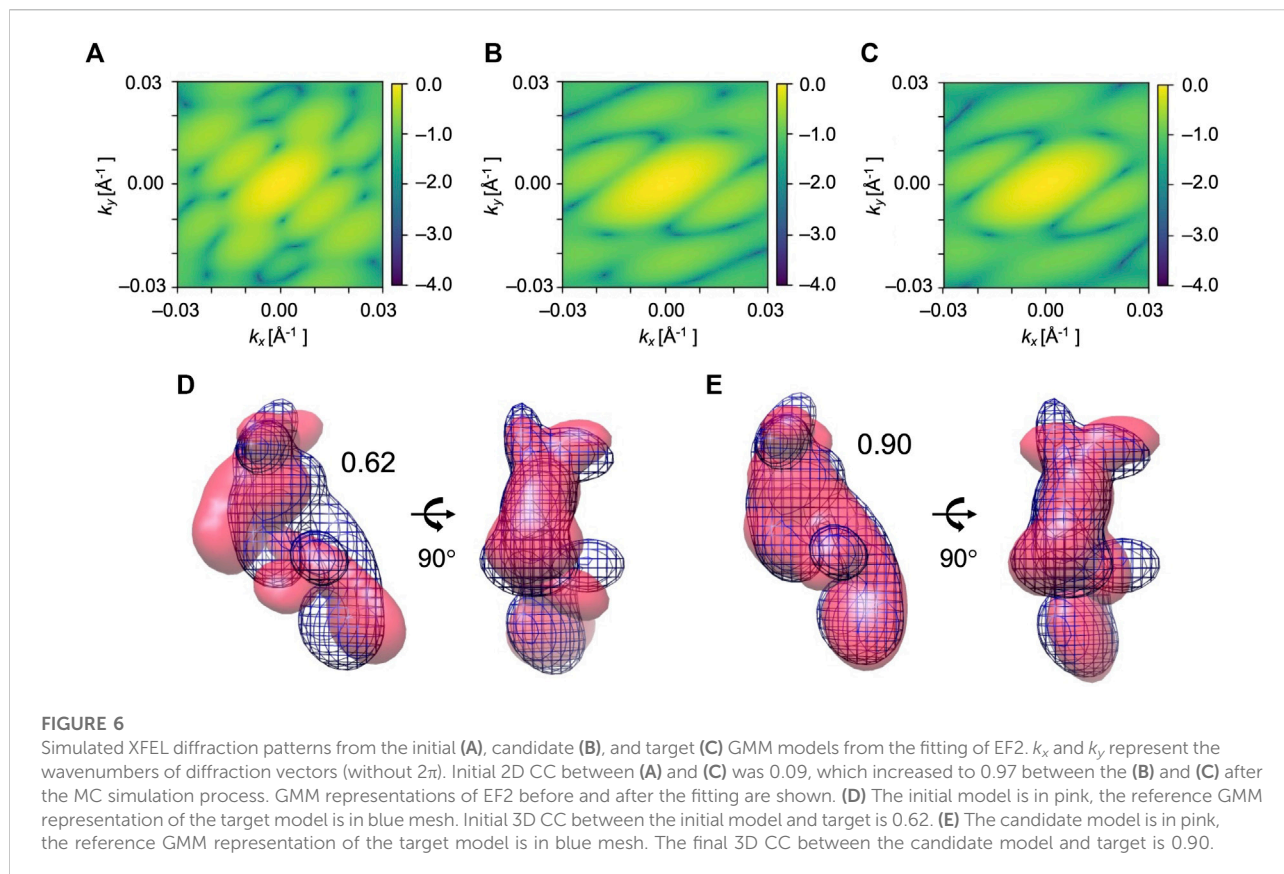 A
B
C
0.03
0.00
−0.03
k_y [Å⁻¹]
−0.03
0.00
0.03
k_x [Å⁻¹]
0.0
−1.0
−2.0
−3.0
−4.0
0.03
0.00
−0.03
k_y [Å⁻¹]
−0.03
0.00
0.03
k_x [Å⁻¹]
0.0
−1.0
−2.0
−3.0
−4.0
0.03
0.00
−0.03
k_y [Å⁻¹]
−0.03
0.00
0.03
k_x [Å⁻¹]
0.0
−1.0
−2.0
−3.0
−4.0
D
0.62
90°
E
0.90
90°
FIGURE 6
Simulated XFEL diffraction patterns from the initial (A), candidate (B), and target (C) GMM models from the fitting of EF2. k_x and k_y represent the
wavenumbers of diffraction vectors (without 2π). Initial 2D CC between (A) and (C) was 0.09, which increased to 0.97 between the (B) and (C) after
the MC simulation process. GMM representations of EF2 before and after the fitting are shown. (D) The initial model is in pink, the reference GMM
representation of the target model is in blue mesh. Initial 3D CC between the initial model and target is 0.62. (E) The candidate model is in pink,
the reference GMM representation of the target model is in blue mesh. The final 3D CC between the candidate model and target is 0.90.